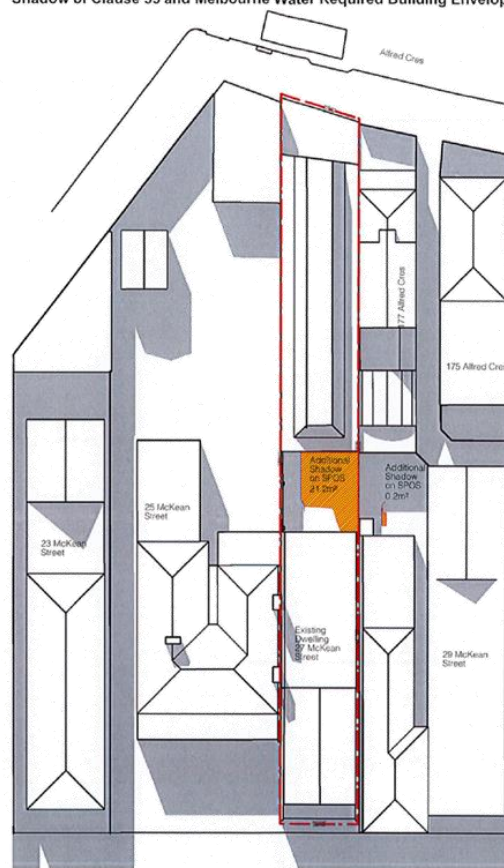 Shadow of Clause 55 and Melbourne Water Required Building Envelop
Alfred Cres
177 Alfred Cres
175 Alfred Cres
Additional
Shadow
on SPOS
21.2m²
Additional
Shadow
on SPOS
0.2m²
25 McKean
Street
23 McKean
Street
Existing
Dwelling
27 McKean
Street
29 McKean
Street